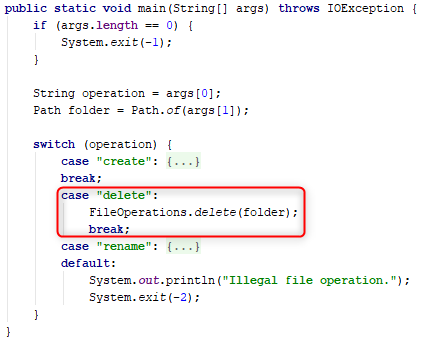 public static void main(String[] args) throws IOException {
    if (args.length == 0) {
        System.exit(-1);
    }

    String operation = args[0];
    Path folder = Path.of(args[1]);

    switch (operation) {
        case "create": {...}
        break;
        case "delete":
            FileOperations.delete(folder);
            break;
        case "rename": {...}
        default:
            System.out.println("Illegal file operation.");
            System.exit(-2);
    }
}